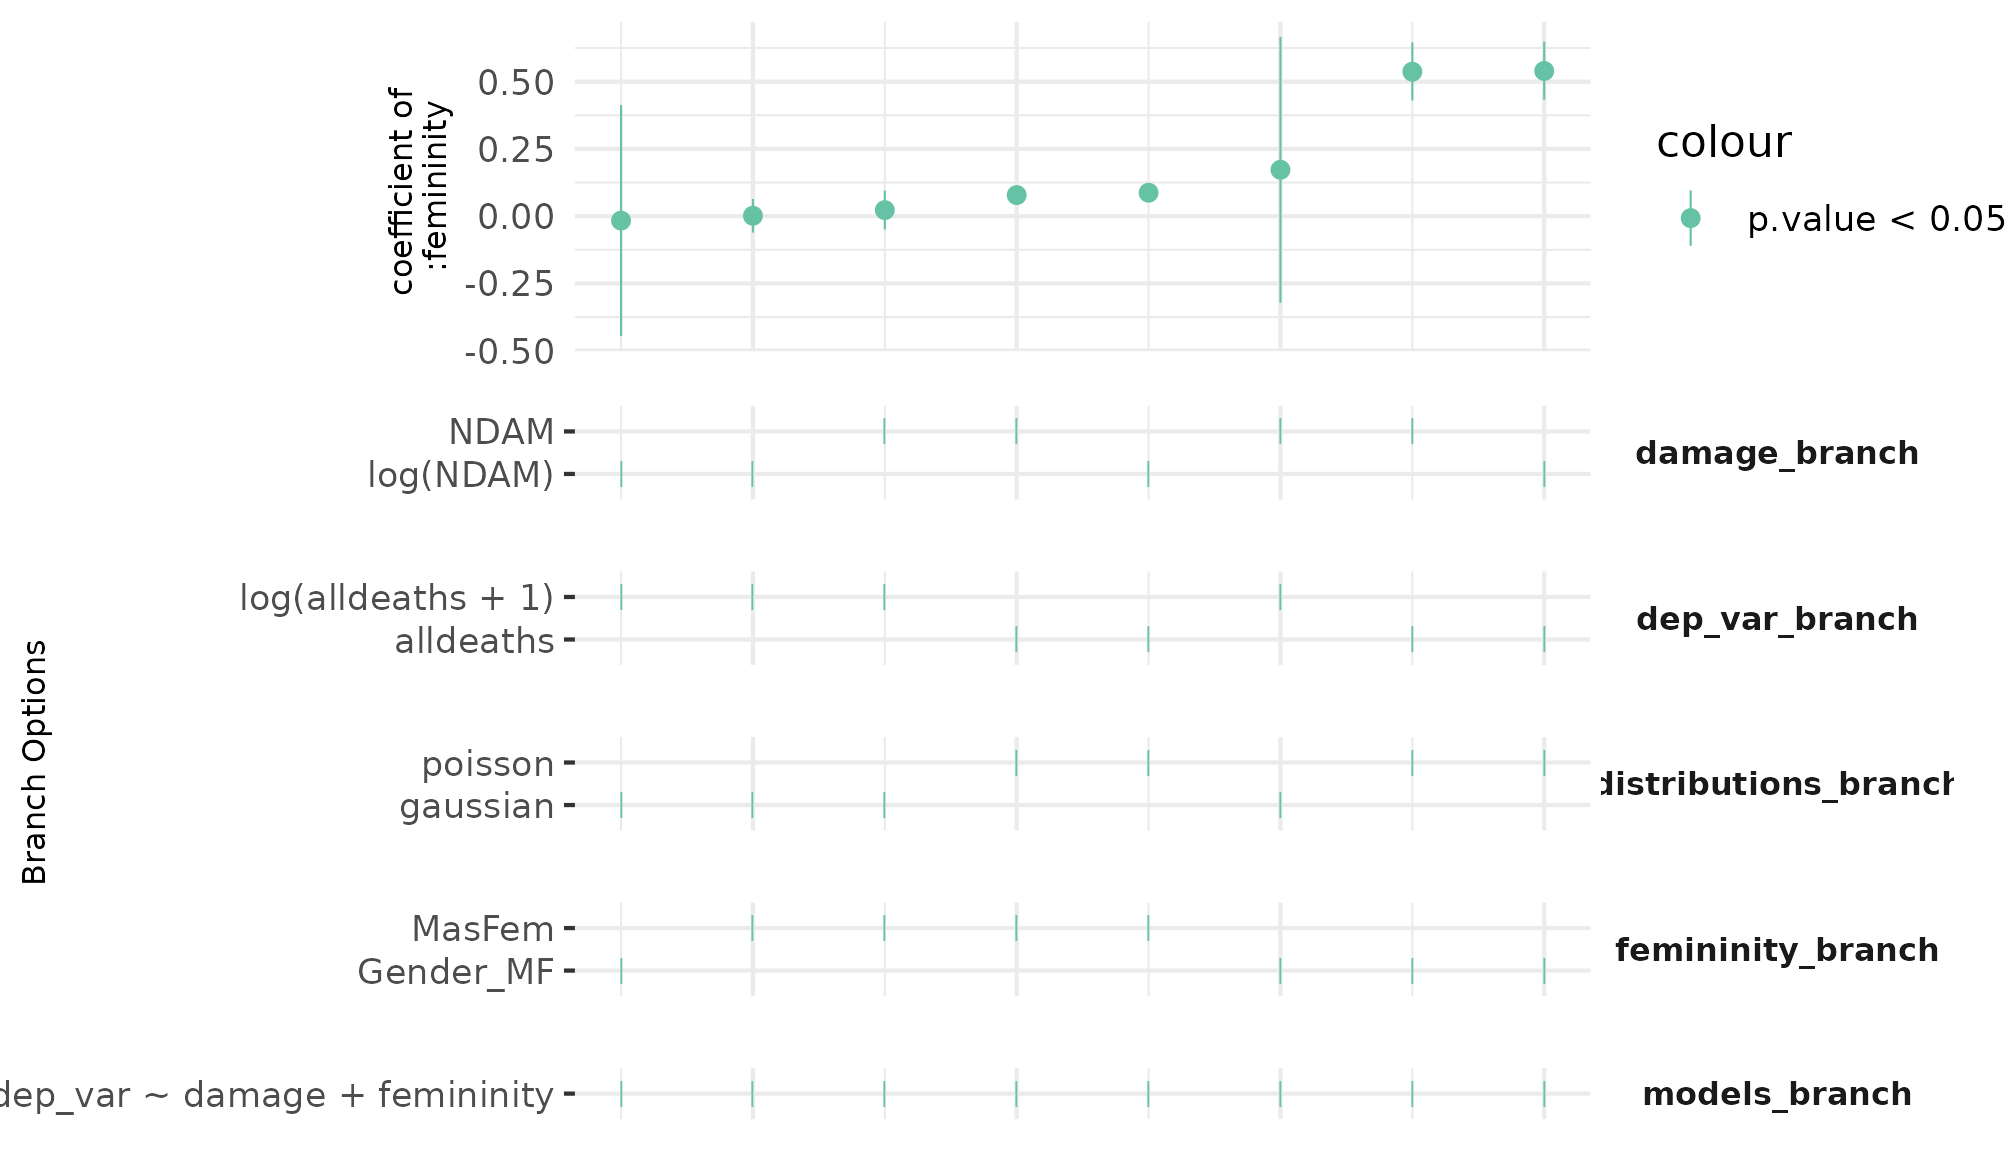 coefficient of
:femininity
0.50
0.25
0.00
-0.25
-0.50
colour
p.value < 0.05
Branch Options
NDAM
log(NDAM)
damage_branch
log(alldeaths + 1)
alldeaths
dep_var_branch
poisson
gaussian
distributions_branch
MasFem
Gender_MF
femininity_branch
dep_var ~ damage + femininity
models_branch